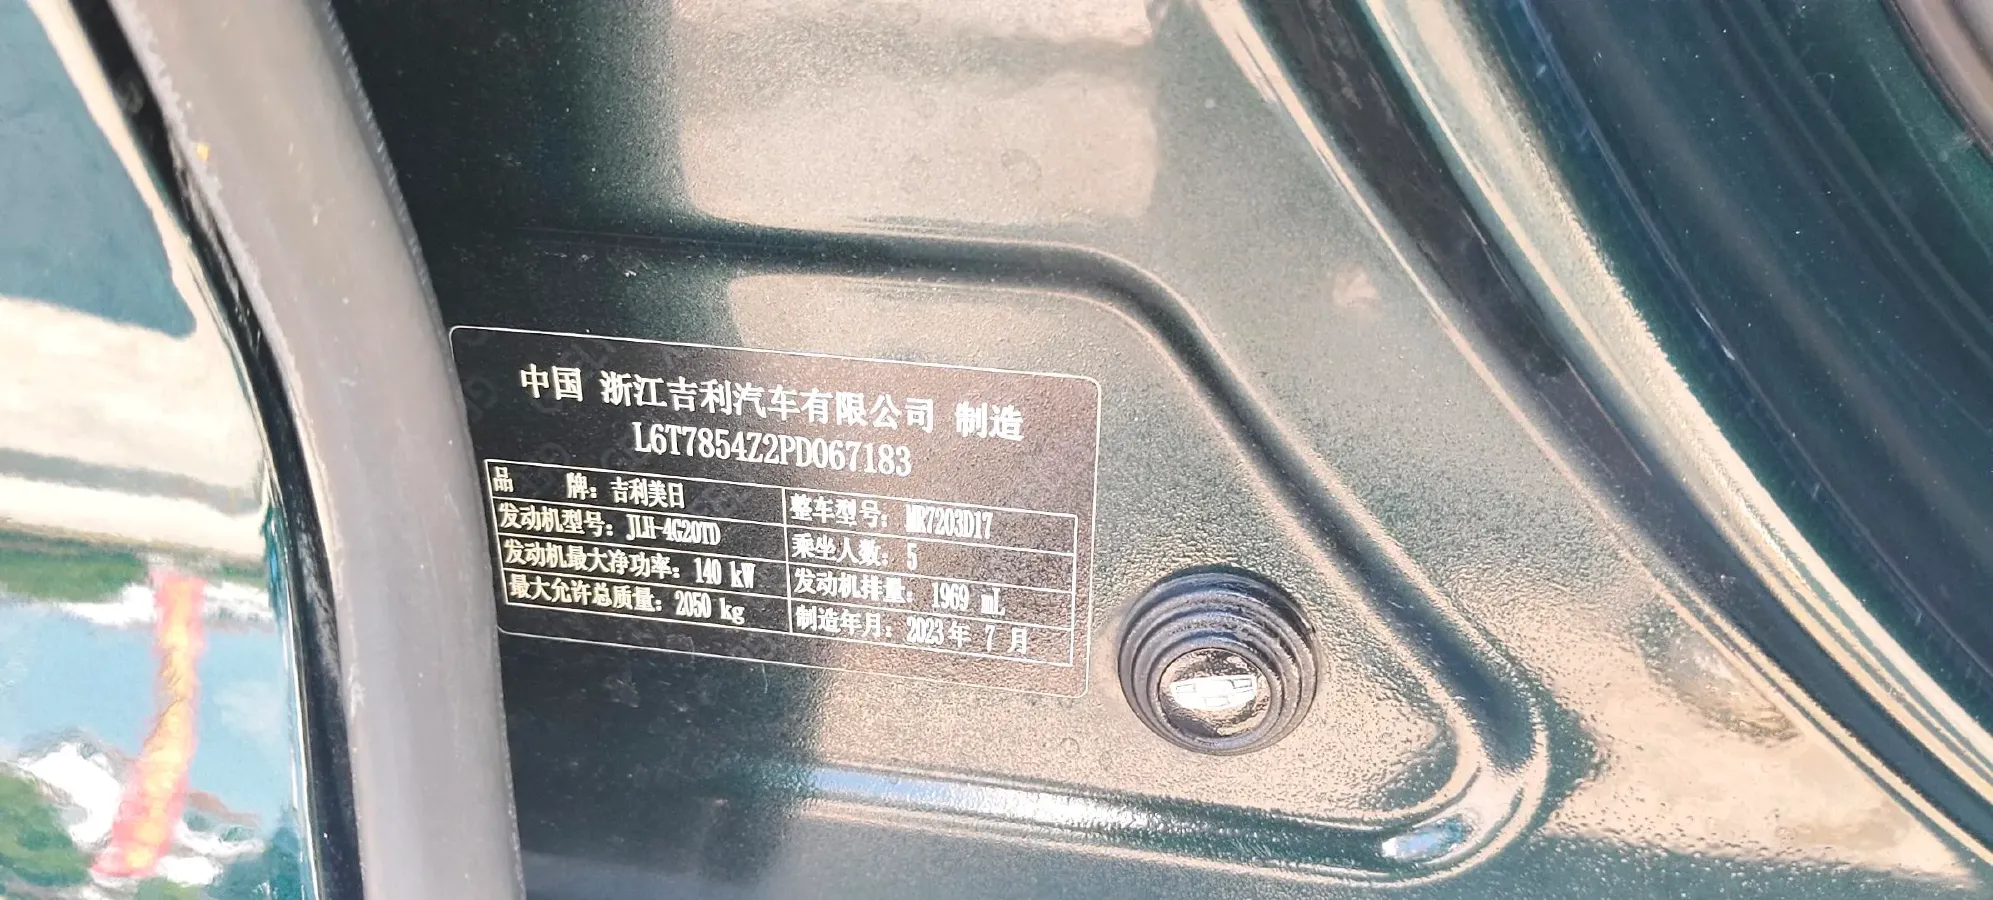 中国 浙江吉利汽车有限公司 制造
L6T7854Z2PD067183
品 牌：吉利美日 整车型号：MR7203D17
发动机型号：JLH-4G20TD 乘坐人数：5
发动机最大净功率：140 kW 发动机排量：1969 mL
最大允许总质量：2050 kg 制造年月：2023年 7 月